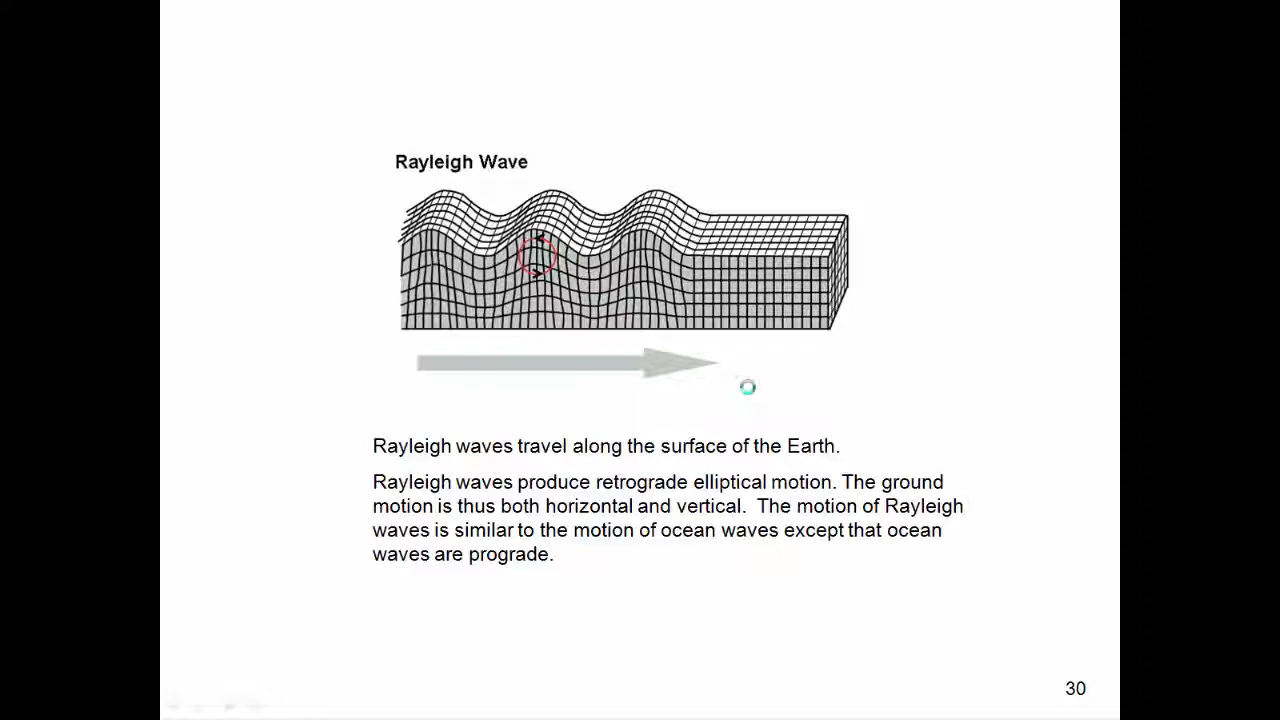 Rayleigh Wave
Rayleigh waves travel along the surface of the Earth.
Rayleigh waves produce retrograde elliptical motion. The ground
motion is thus both horizontal and vertical.  The motion of Rayleigh
waves is similar to the motion of ocean waves except that ocean
waves are prograde.
30